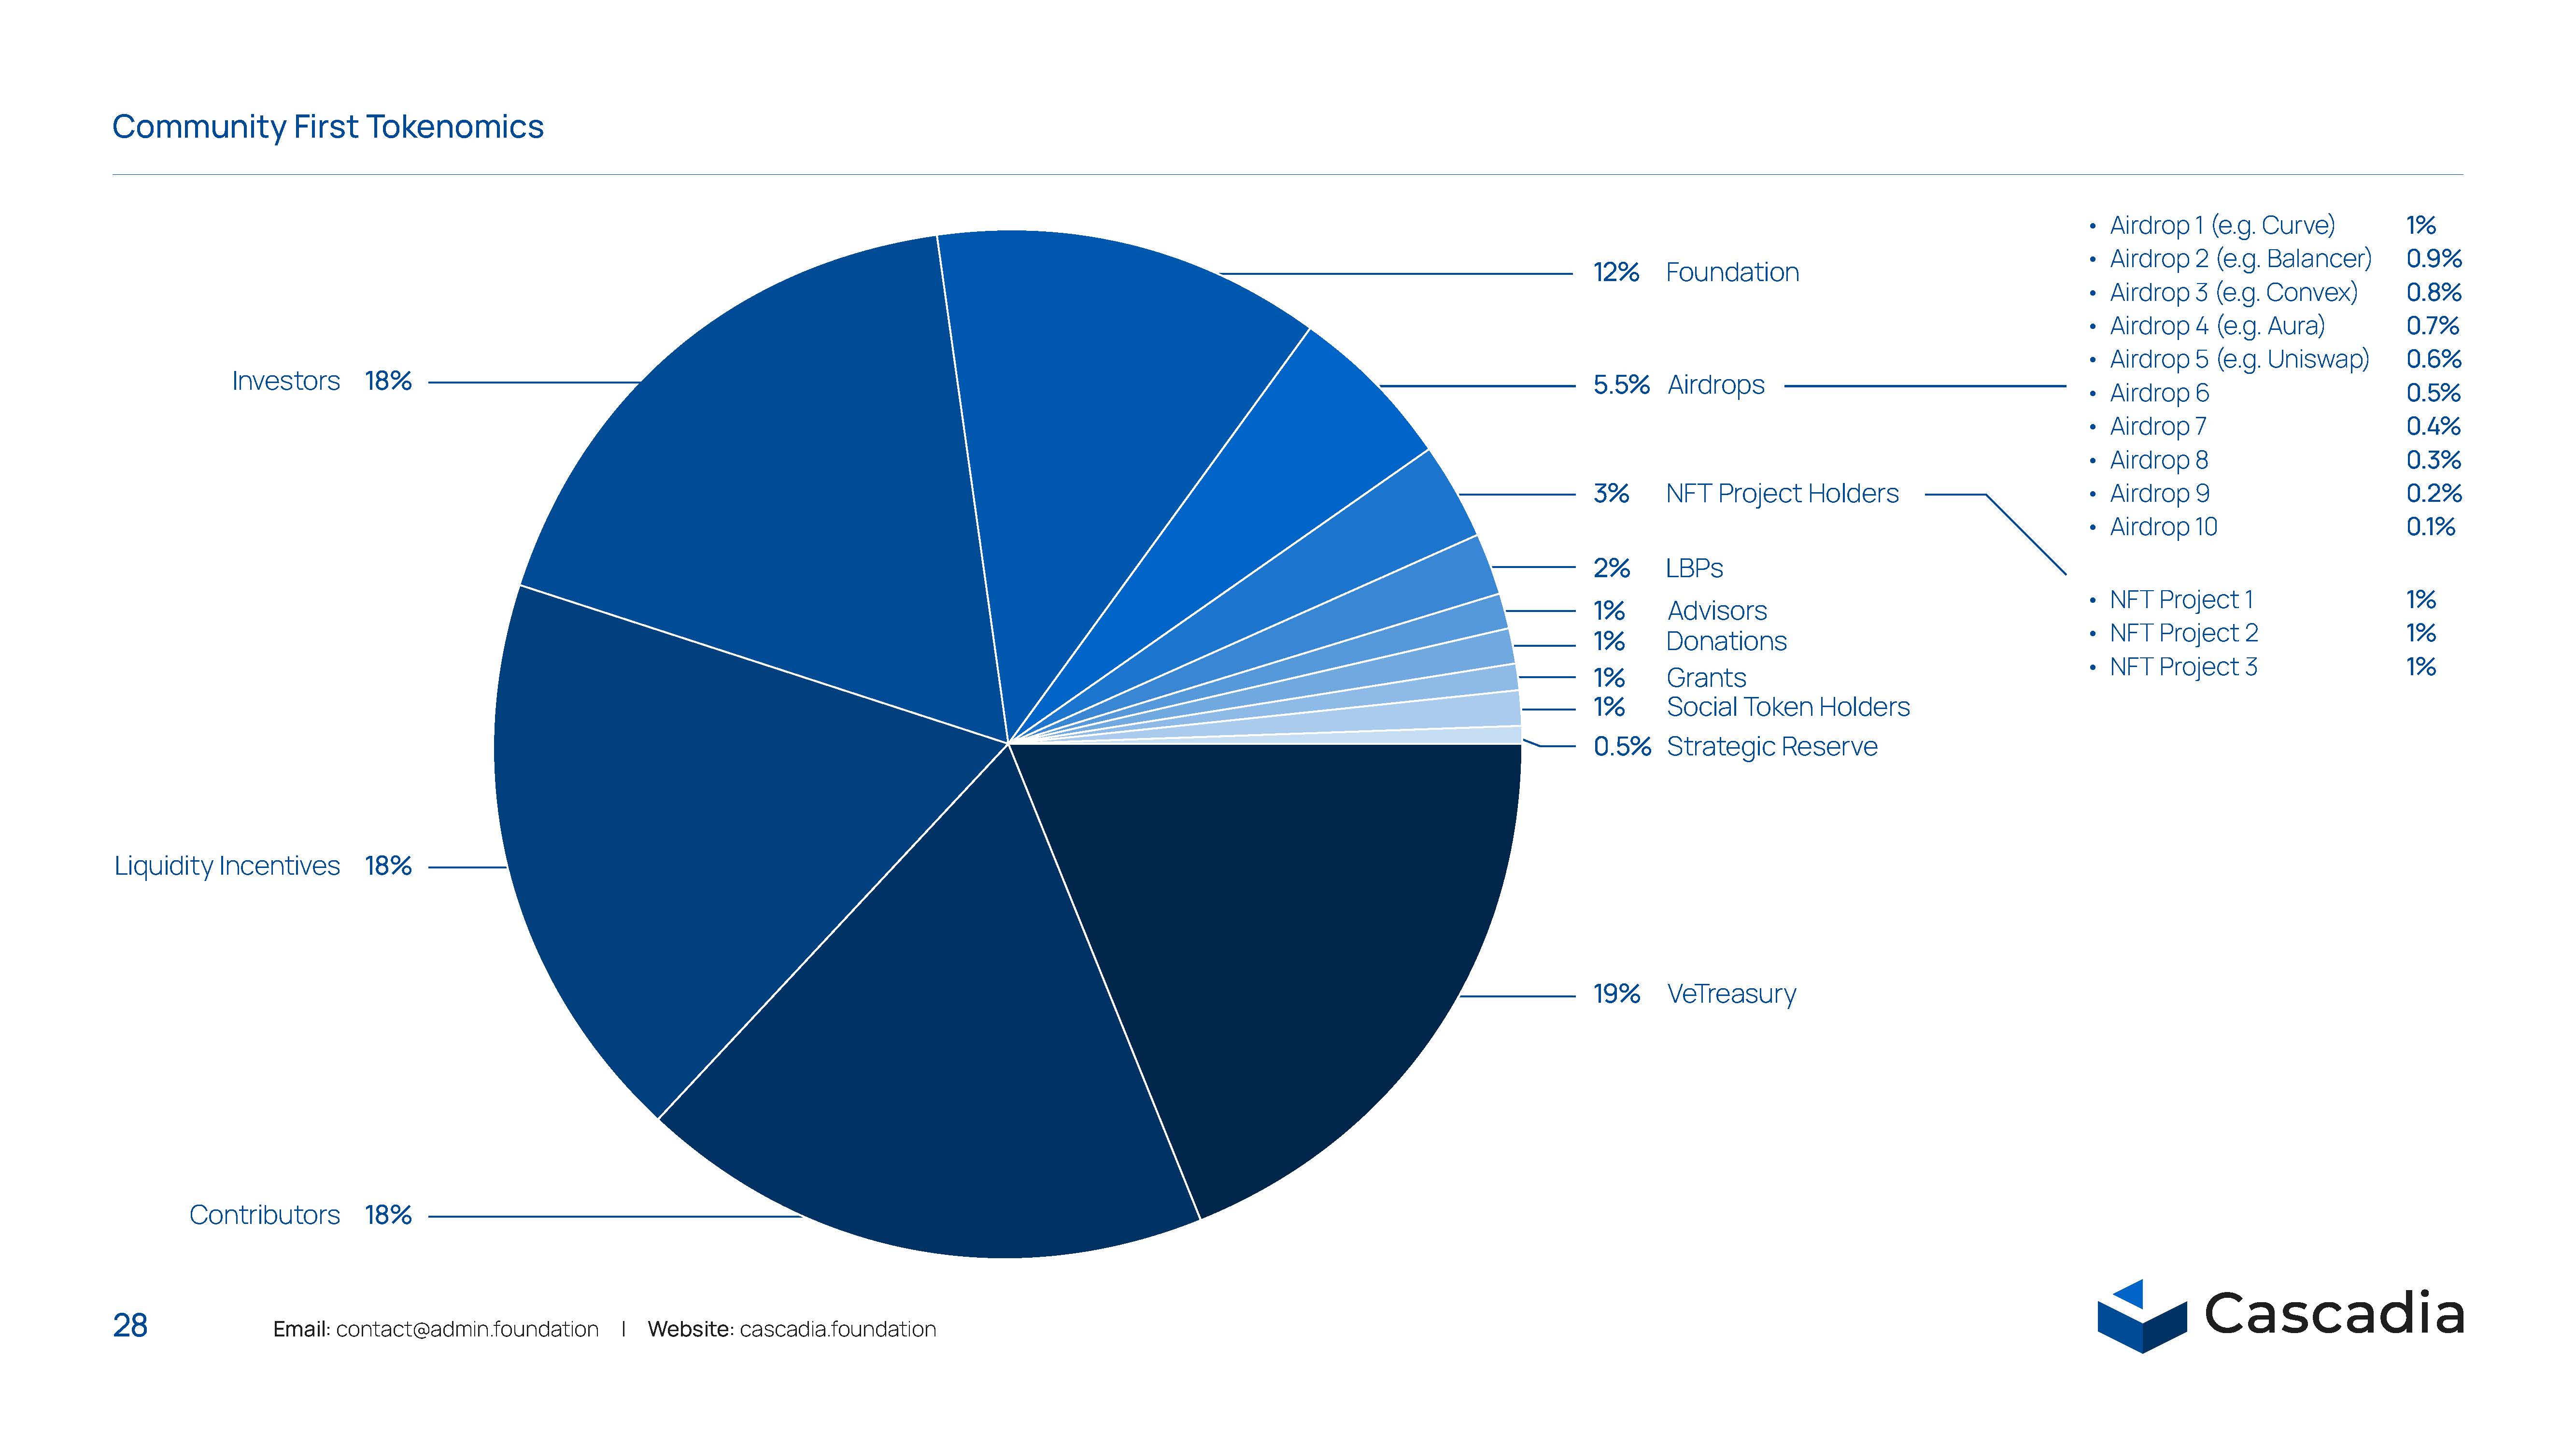 Community First Tokenomics
Investors 18%
Liquidity Incentives 18%
Contributors 18%
12% Foundation
5.5% Airdrops
3% NFT Project Holders
2% LBPs
1% Advisors
1% Donations
1% Grants
1% Social Token Holders
0.5% Strategic Reserve
19% VeTreasury
• Airdrop 1 (e.g. Curve) 1%
• Airdrop 2 (e.g. Balancer) 0.9%
• Airdrop 3 (e.g. Convex) 0.8%
• Airdrop 4 (e.g. Aura) 0.7%
• Airdrop 5 (e.g. Uniswap) 0.6%
• Airdrop 6 0.5%
• Airdrop 7 0.4%
• Airdrop 8 0.3%
• Airdrop 9 0.2%
• Airdrop 10 0.1%
• NFT Project 1 1%
• NFT Project 2 1%
• NFT Project 3 1%
28 Email: contact@admin.foundation | Website: cascadia.foundation
Cascadia